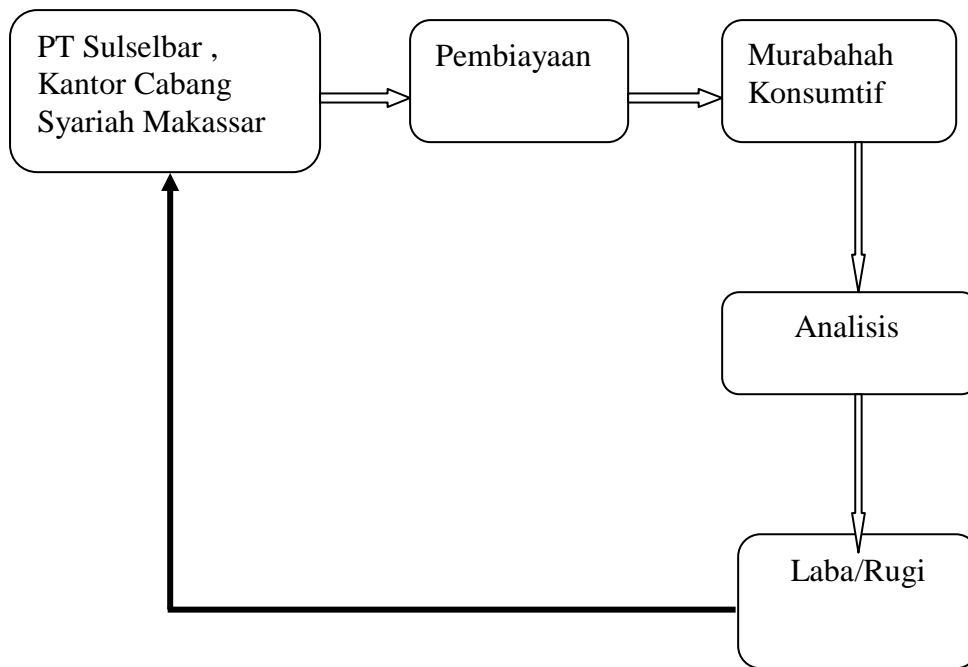 PT Sulselbar ,
Kantor Cabang
Syariah Makassar
Pembiayaan
Murabahah
Konsumtif
Analisis
Laba/Rugi